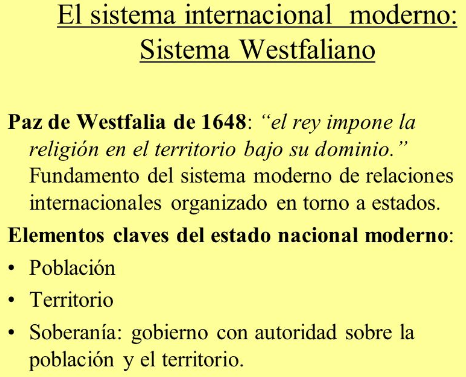 El sistema internacional moderno:
Sistema Westfaliano
Paz de Westfalia de 1648: “el rey impone la
religión en el territorio bajo su dominio.”
Fundamento del sistema moderno de relaciones
internacionales organizado en torno a estados.
Elementos claves del estado nacional moderno:
• Población
• Territorio
• Soberanía: gobierno con autoridad sobre la
población y el territorio.